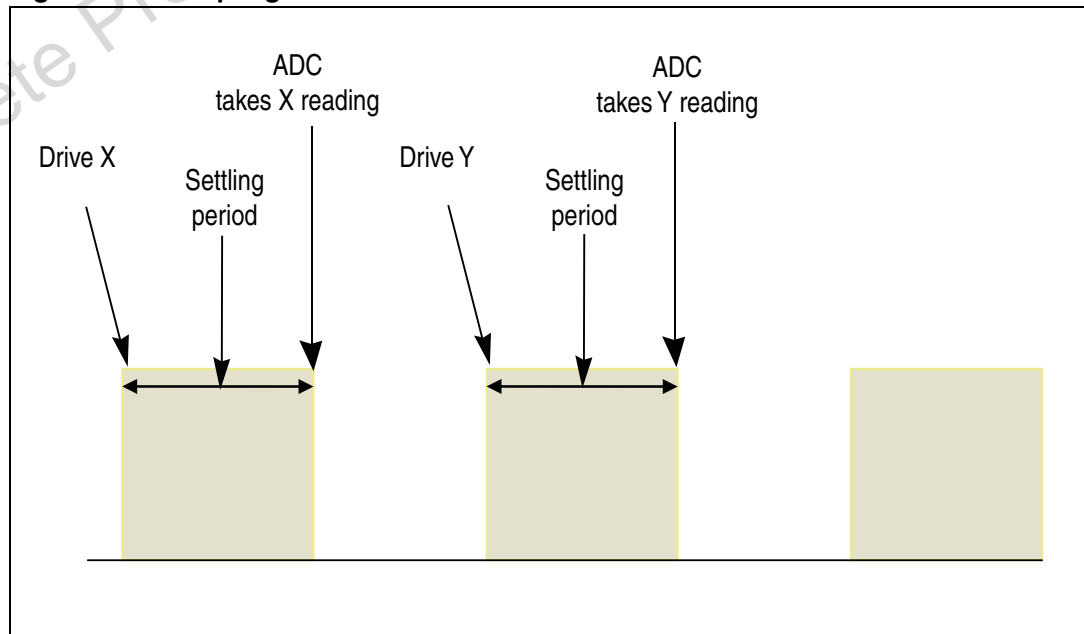 ADC
takes X reading
ADC
takes Y reading
Drive X
Settling
period
Drive Y
Settling
period